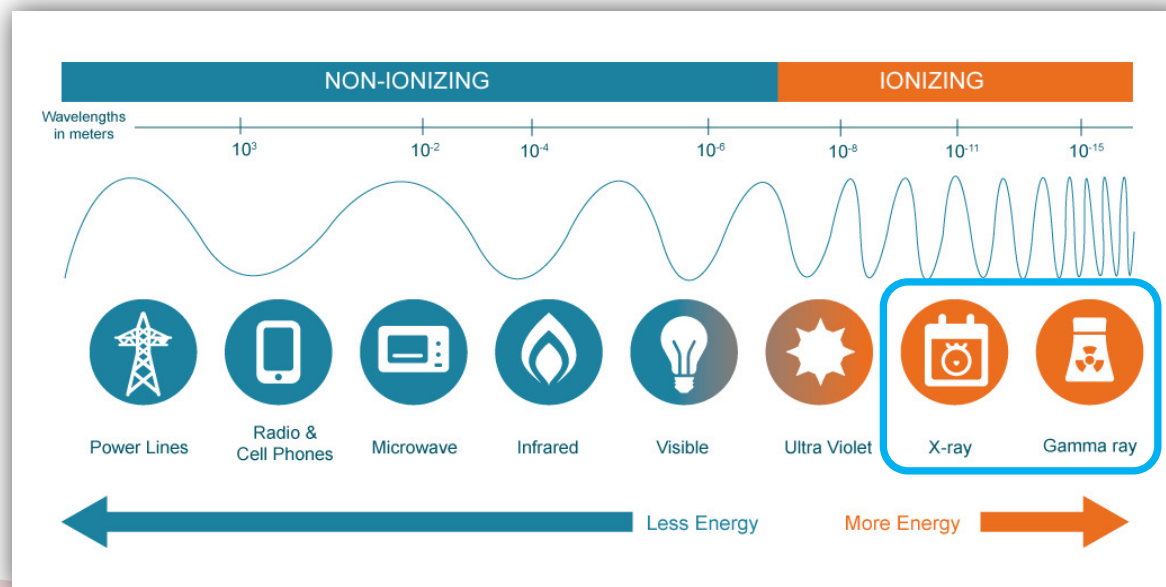 NON-IONIZING
IONIZING
Wavelengths
in meters
10³
10⁻²
10⁻⁴
10⁻⁶
10⁻⁸
10⁻¹¹
10⁻¹⁵
Power Lines
Radio &
Cell Phones
Microwave
Infrared
Visible
Ultra Violet
X-ray
Gamma ray
Less Energy
More Energy